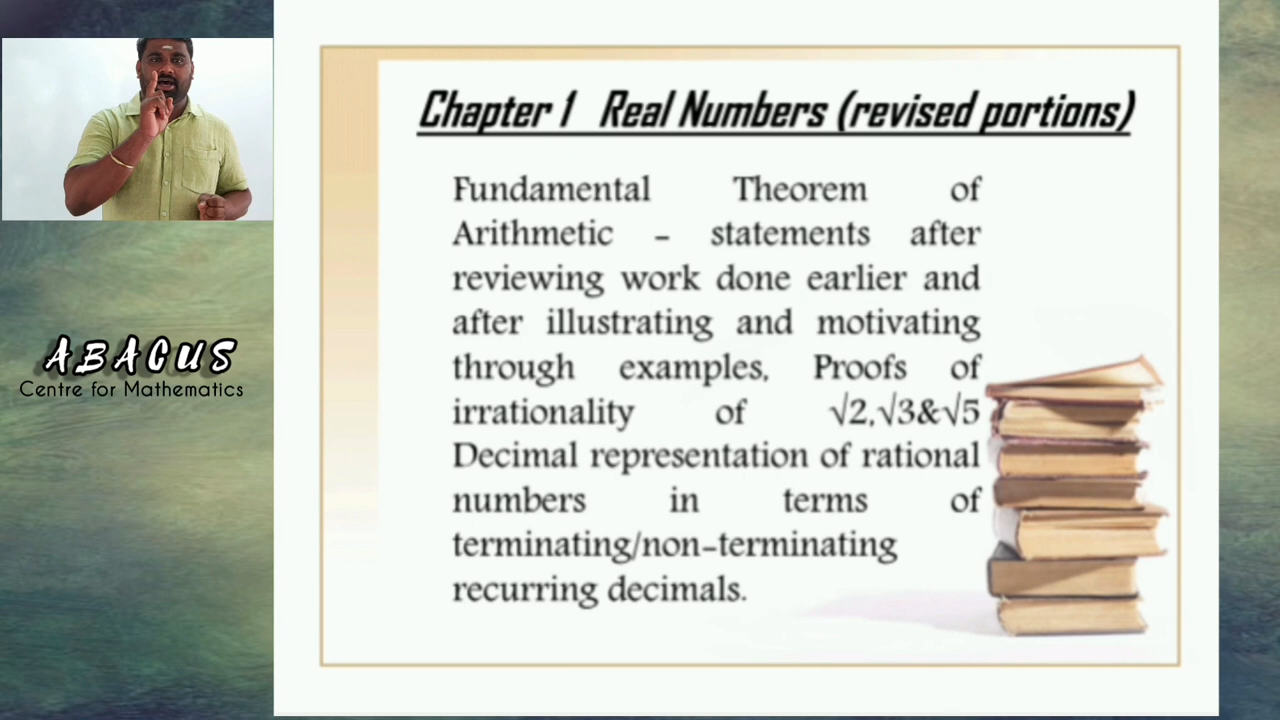 Chapter 1 Real Numbers (revised portions)
Fundamental Theorem of
Arithmetic - statements after
reviewing work done earlier and
after illustrating and motivating
through examples, Proofs of
irrationality of √2,√3&√5
Decimal representation of rational
numbers in terms of
terminating/non-terminating
recurring decimals.
ABACUS
Centre for Mathematics